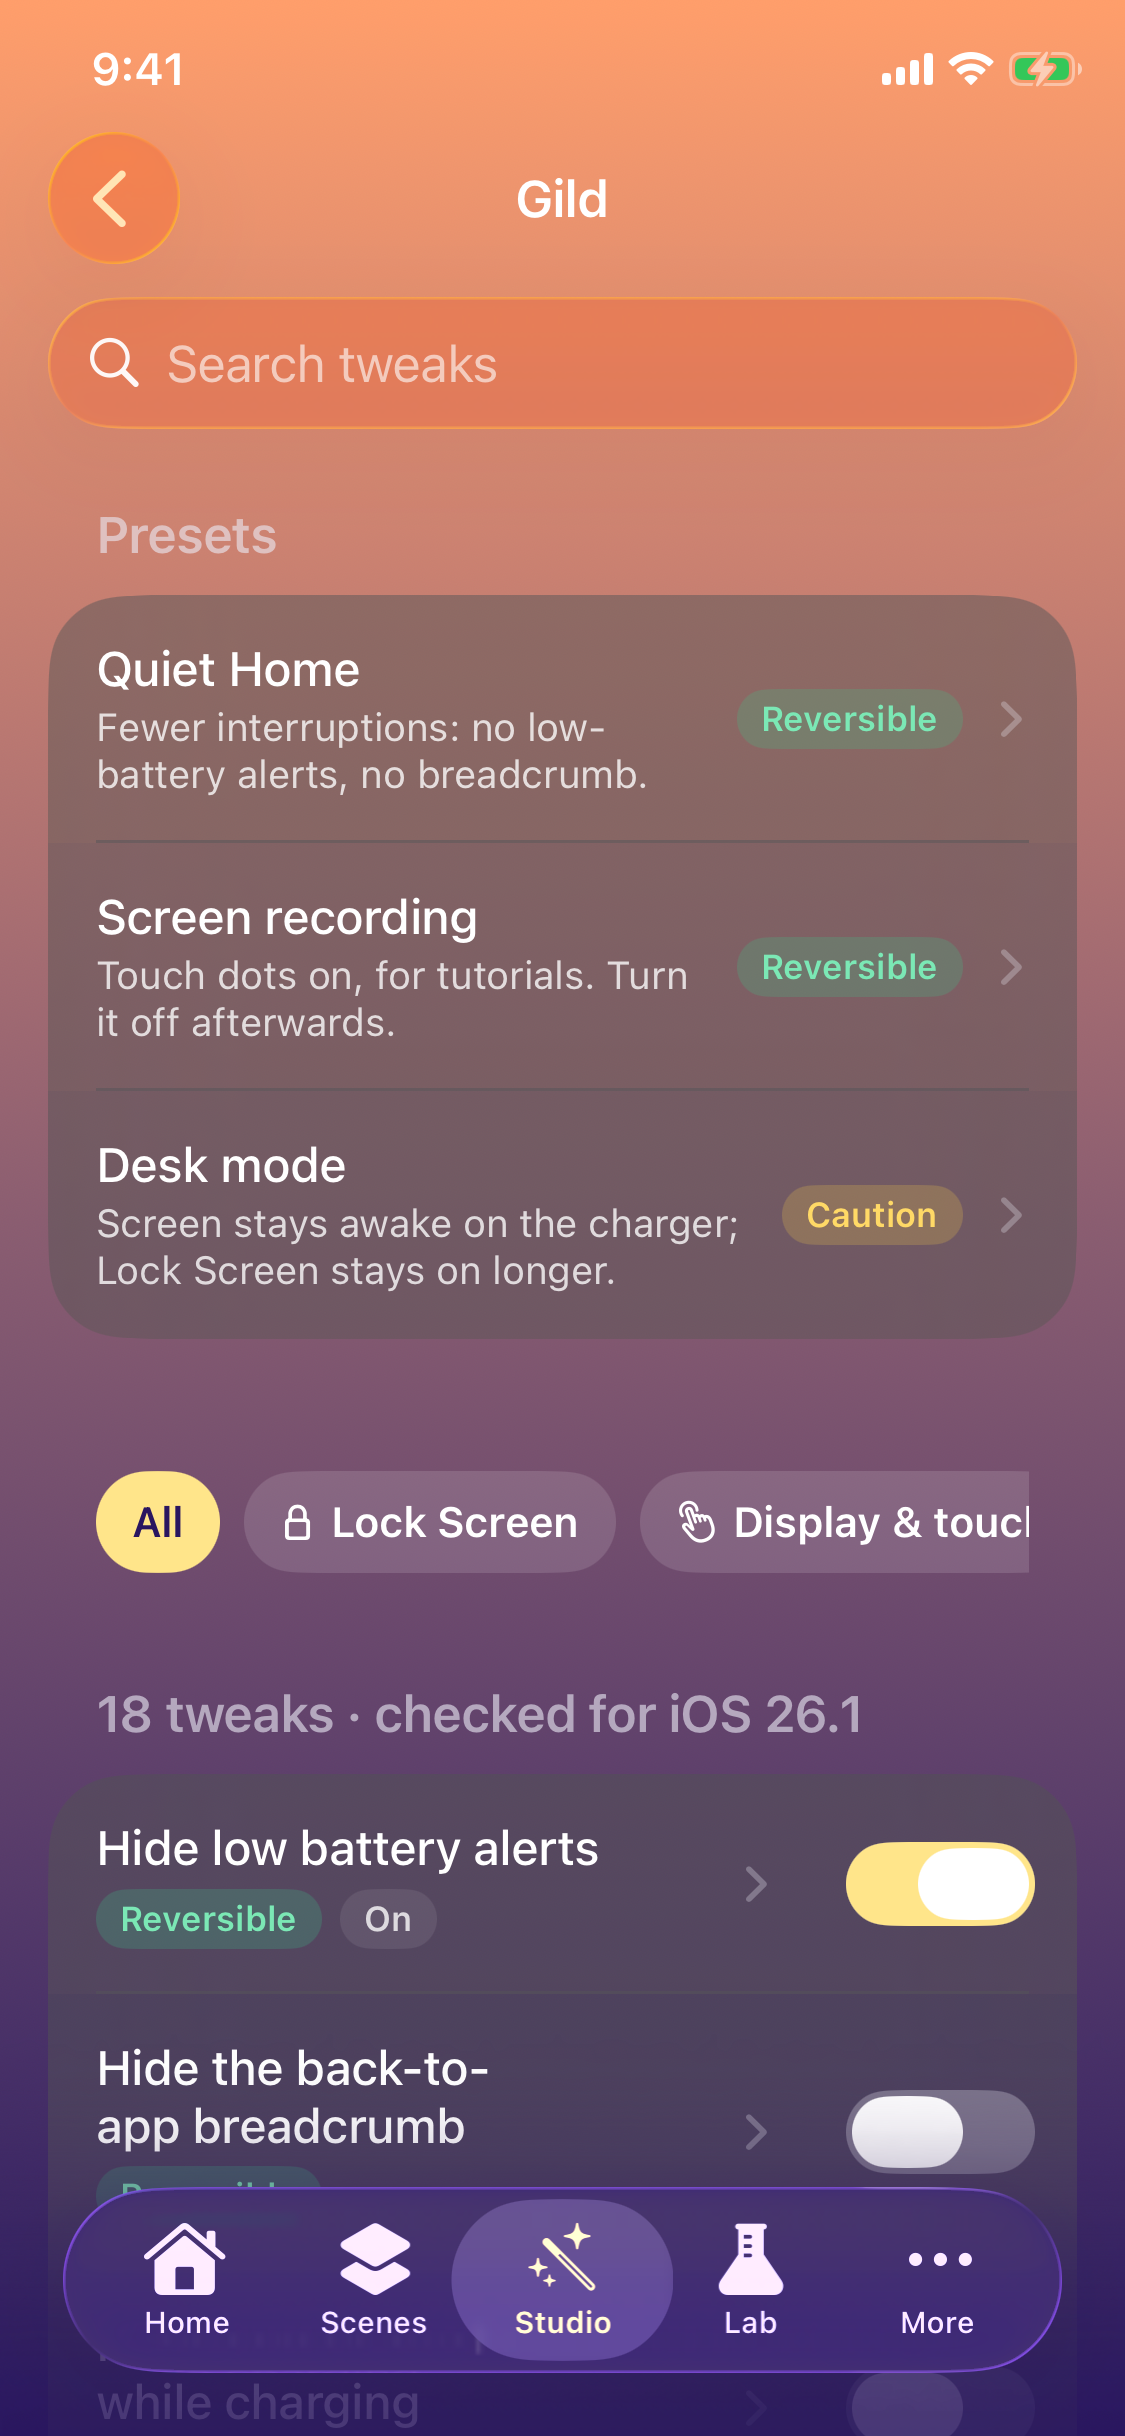 9:41
Gild
Search tweaks
Presets
Quiet Home
Fewer interruptions: no low-
battery alerts, no breadcrumb.
Reversible
Screen recording
Touch dots on, for tutorials. Turn
it off afterwards.
Reversible
Desk mode
Screen stays awake on the charger;
Lock Screen stays on longer.
Caution
All
Lock Screen
Display & touch
18 tweaks · checked for iOS 26.1
Hide low battery alerts
Reversible
On
Hide the back-to-
app breadcrumb
Home
Scenes
Studio
Lab
More
while charging